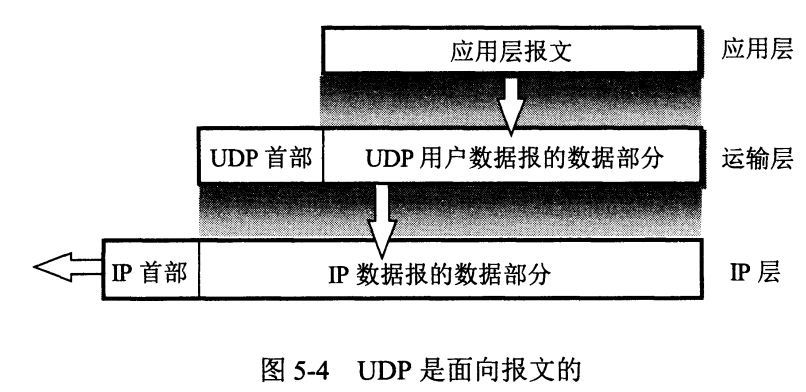 应用层报文 应用层
UDP 首部 UDP 用户数据报的数据部分 运输层
IP 首部 IP 数据报的数据部分 IP 层
图 5-4 UDP 是面向报文的